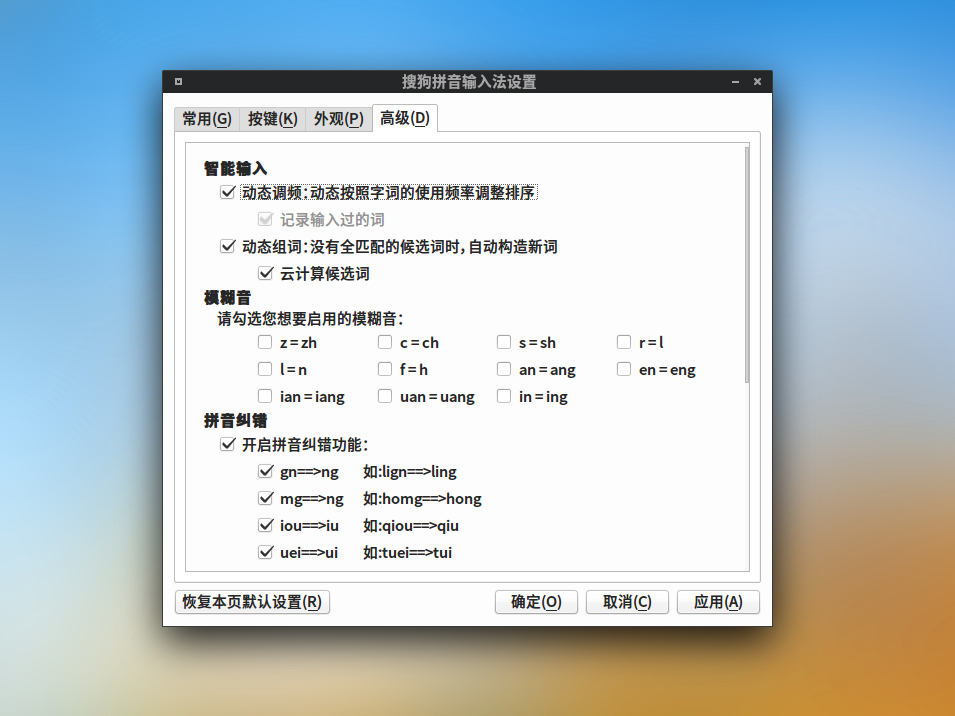 搜狗拼音输入法设置
常用(G) 按键(K) 外观(P) 高级(D)
智能输入
动态调频：动态按照字词的使用频率调整排序
记录输入过的词
动态组词：没有全匹配的候选词时，自动构造新词
云计算候选词
模糊音
请勾选您想要启用的模糊音：
z = zh c = ch s = sh r = l
l = n f = h an = ang en = eng
ian = iang uan = uang in = ing
拼音纠错
开启拼音纠错功能：
gn==>ng 如:lign==>ling
mg==>ng 如:homg==>hong
iou==>iu 如:qiou==>qiu
uei==>ui 如:tuei==>tui
恢复本页默认设置(R) 确定(O) 取消(C) 应用(A)